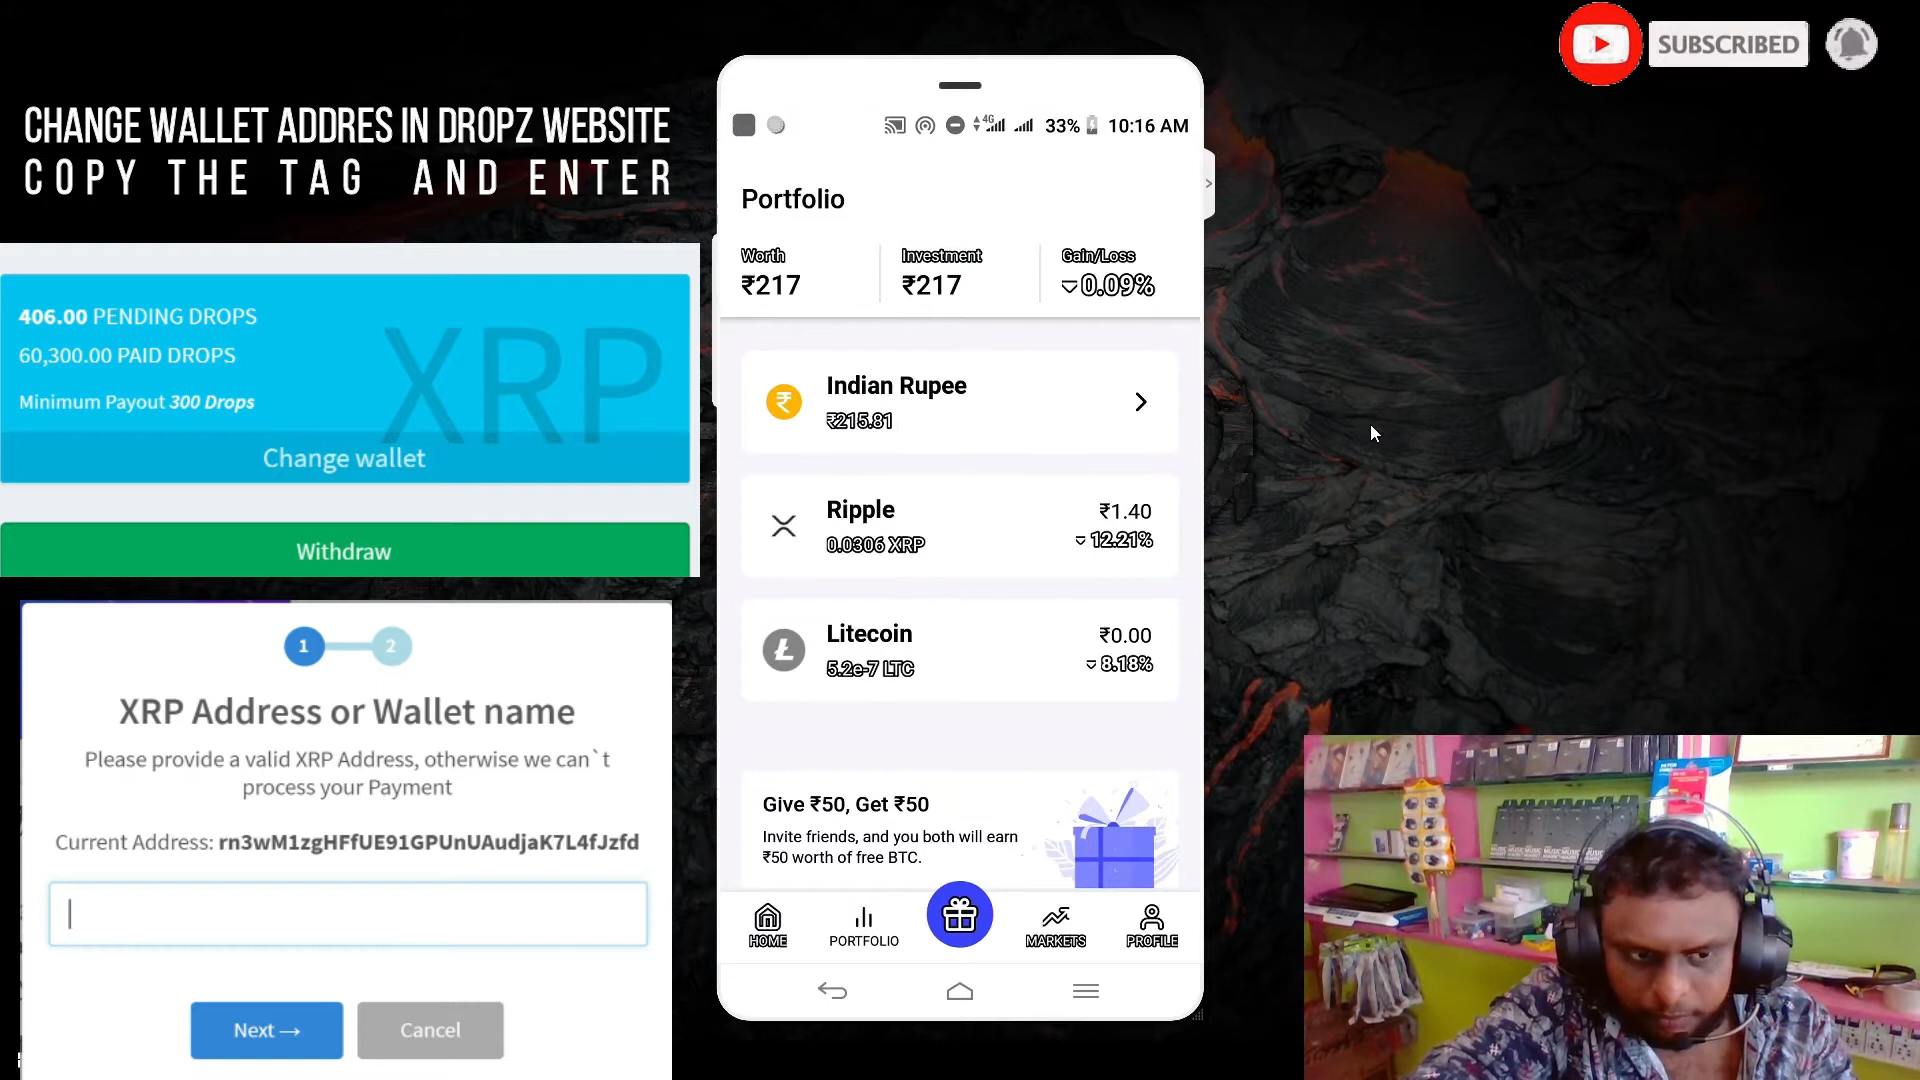 SUBSCRIBED
CHANGE WALLET ADDRES IN DROPZ WEBSITE
COPY THE TAG AND ENTER
406.00 PENDING DROPS
60,300.00 PAID DROPS
Minimum Payout 300 Drops
XRP
Change wallet
Withdraw
1
2
XRP Address or Wallet name
Please provide a valid XRP Address, otherwise we can`t
process your Payment
Current Address: rn3wM1zgHFfUE91GPUnUAudjaK7L4fJzfd
Next →
Cancel
4G
33%
10:16 AM
Portfolio
Worth
₹217
Investment
₹217
Gain/Loss
0.09%
Indian Rupee
₹215.81
Ripple
0.0306 XRP
₹1.40
12.21%
Litecoin
5.2e-7 LTC
₹0.00
8.18%
Give ₹50, Get ₹50
Invite friends, and you both will earn
₹50 worth of free BTC.
HOME
PORTFOLIO
MARKETS
PROFILE